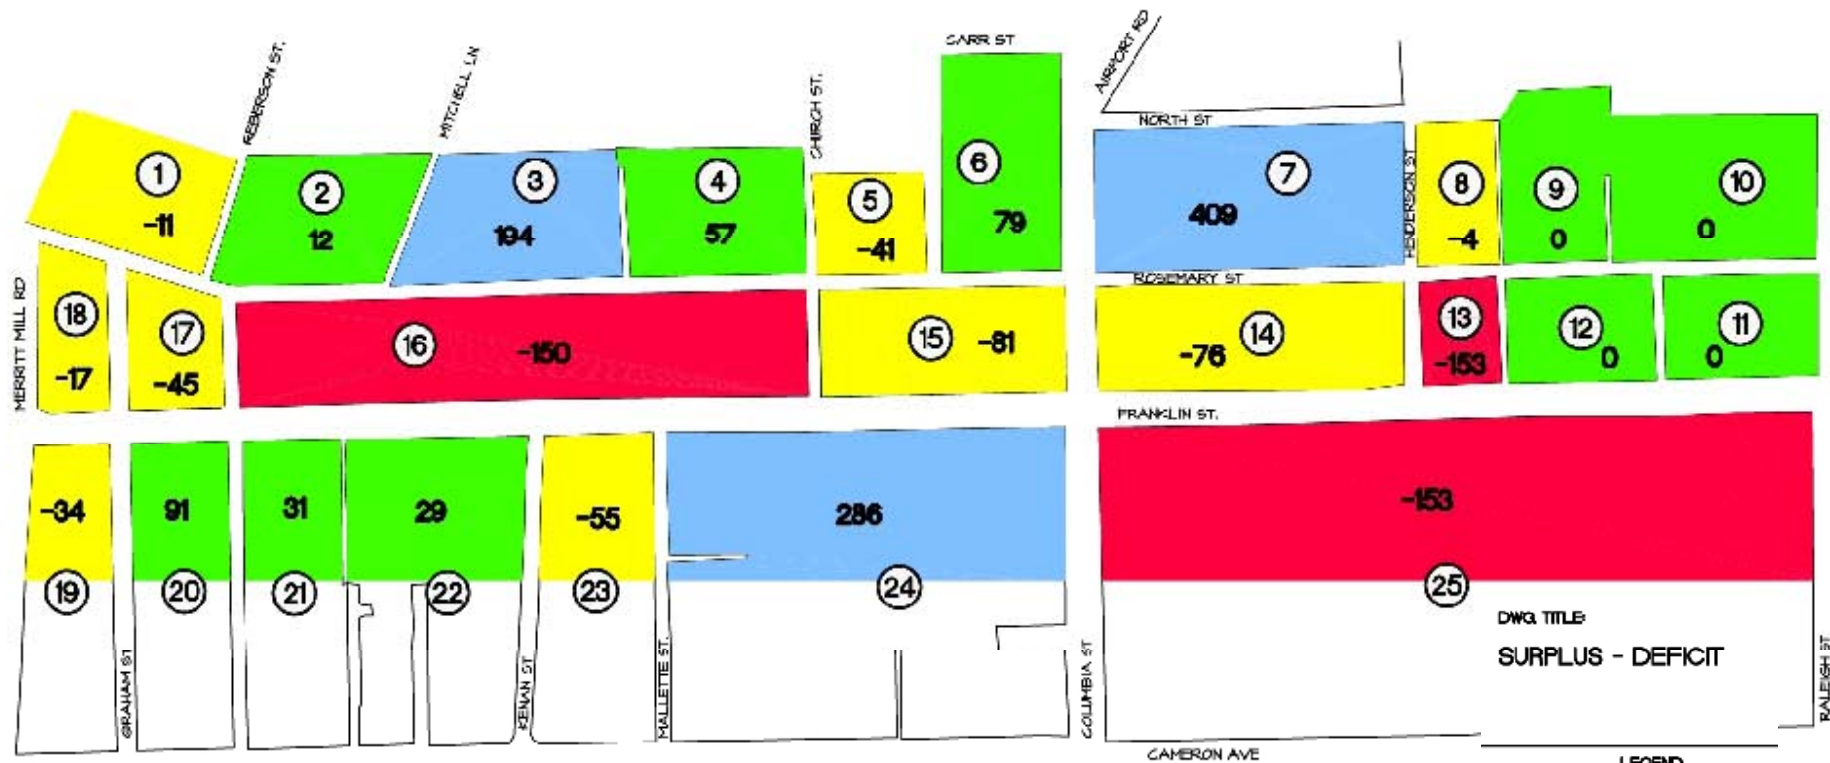 CARR ST
AIRPORT RD
REBERSON ST.
MITCHELL LN
CHURCH ST.
NORTH ST
HENDERSON ST
1
-11
2
12
3
194
4
57
5
-41
6
79
7
409
8
-4
9
0
10
0
ROSEMARY ST
MERRITT MILL RD
18
-17
17
-45
16
-150
15
-81
14
-76
13
-153
12
0
11
0
FRANKLIN ST.
-34
91
31
29
-55
286
-153
19
20
21
22
23
24
25
GRAHAM ST
KENAN ST
MALLETTE ST.
COLUMBIA ST
RALEIGH ST
DWG. TITLE:
SURPLUS - DEFICIT
CAMERON AVE
LEGEND